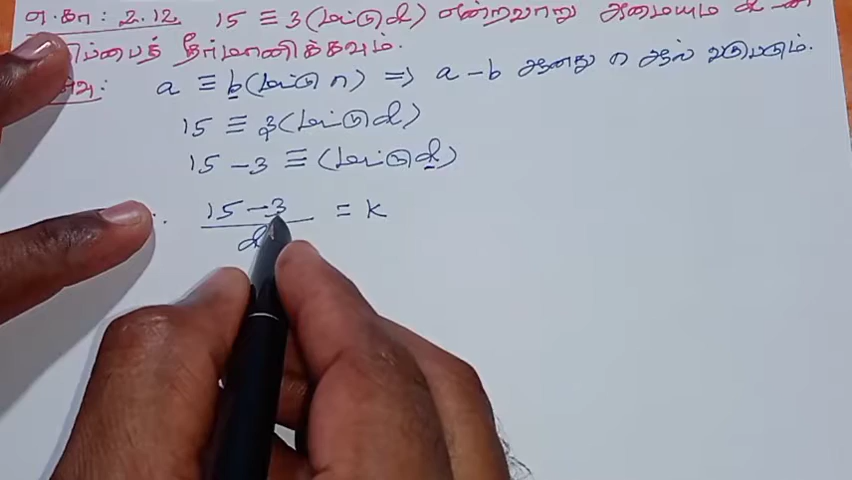 எ.கா : 2.12. 15 ≡ 3 (மட்டு d) என்றவாறு அமையும் d-ன்
தீர்மானிக்கவும்.
a ≡ b (மட்டு n) => a - b ஆனது n ஆல் வகுபடும்.
15 ≡ 3 (மட்டு d)
15 - 3 ≡ (மட்டு d)
15 - 3 / d = k